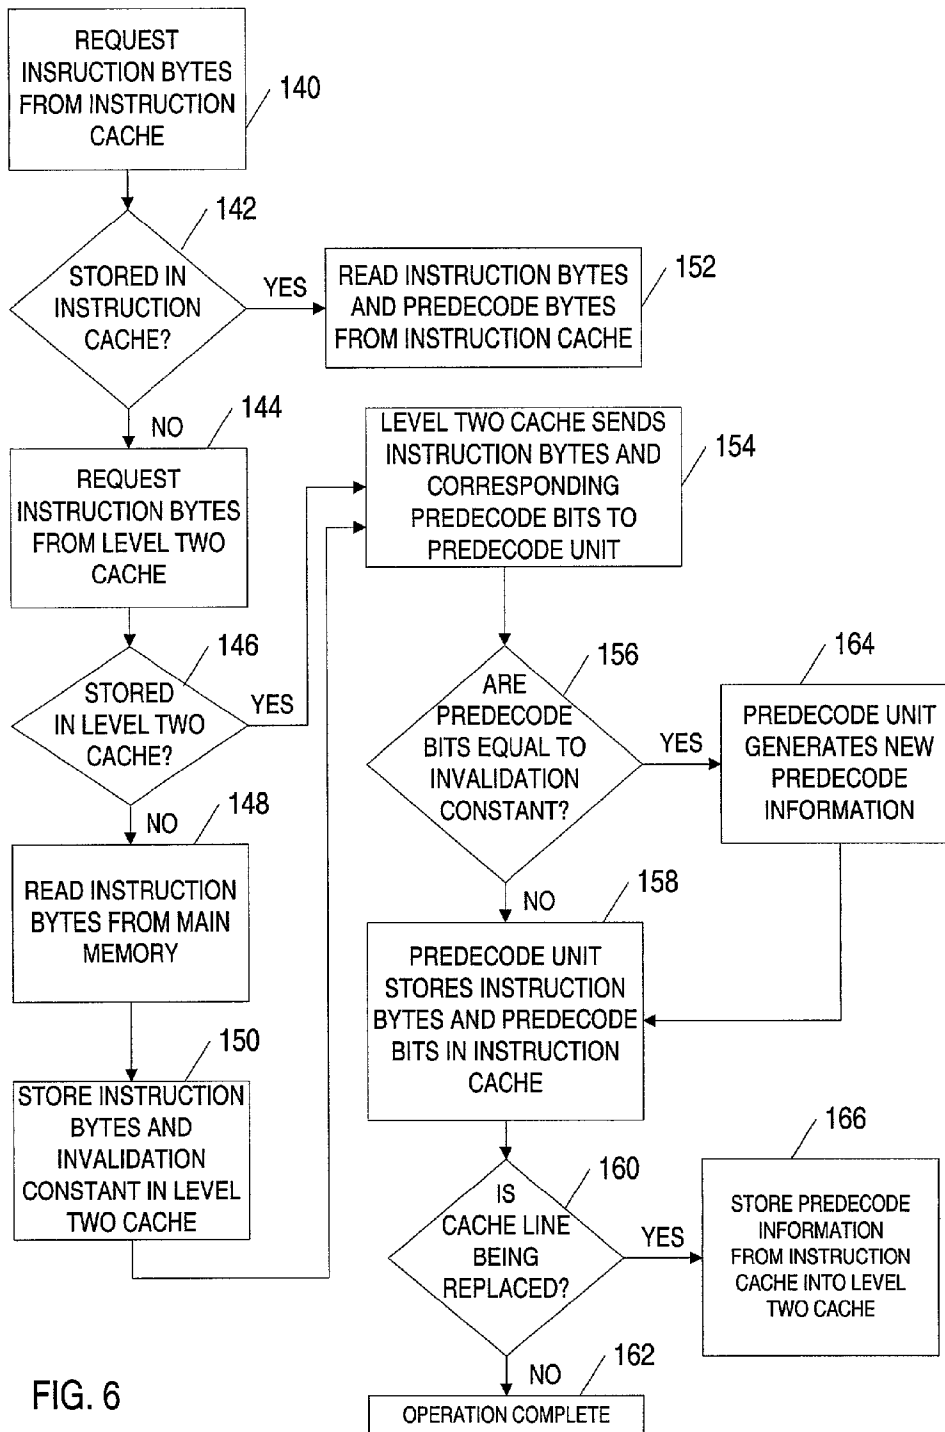 REQUEST
INSRUCTION BYTES
FROM INSTRUCTION
CACHE
140
142
STORED IN
INSTRUCTION
CACHE?
YES
READ INSTRUCTION BYTES
AND PREDECODE BYTES
FROM INSTRUCTION CACHE
152
NO
144
REQUEST
INSTRUCTION BYTES
FROM LEVEL TWO
CACHE
LEVEL TWO CACHE SENDS
INSTRUCTION BYTES AND
CORRESPONDING
PREDECODE BITS TO
PREDECODE UNIT
154
146
STORED
IN LEVEL TWO
CACHE?
YES
156
ARE
PREDECODE
BITS EQUAL TO
INVALIDATION
CONSTANT?
YES
164
PREDECODE UNIT
GENERATES NEW
PREDECODE
INFORMATION
NO
148
READ INSTRUCTION
BYTES FROM MAIN
MEMORY
NO
158
PREDECODE UNIT
STORES INSTRUCTION
BYTES AND PREDECODE
BITS IN INSTRUCTION
CACHE
150
STORE INSTRUCTION
BYTES AND
INVALIDATION
CONSTANT IN LEVEL
TWO CACHE
160
IS
CACHE LINE
BEING
REPLACED?
YES
166
STORE PREDECODE
INFORMATION
FROM INSTRUCTION
CACHE INTO LEVEL
TWO CACHE
NO
162
OPERATION COMPLETE
FIG. 6